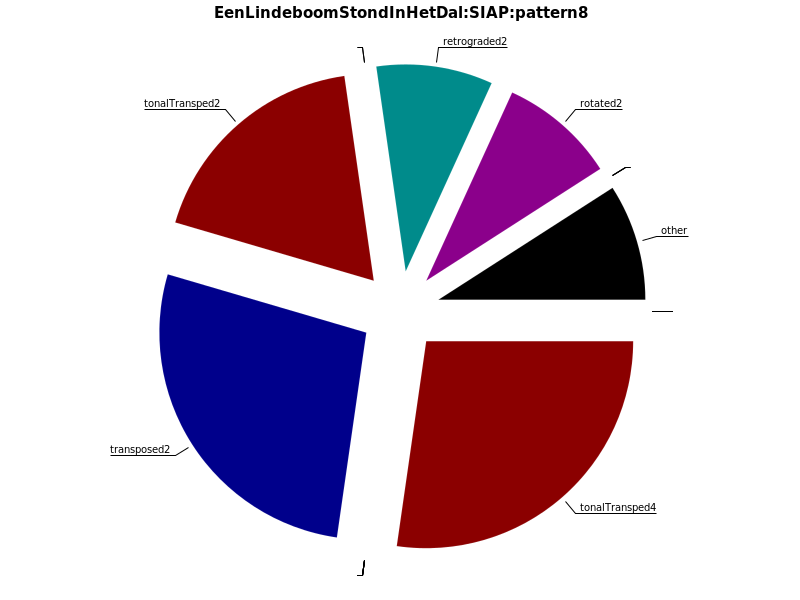 EenLindeboomStondInHetDal:SIAP:pattern8
retrograded2
tonalTransped2
rotated2
other
transposed2
tonalTransped4